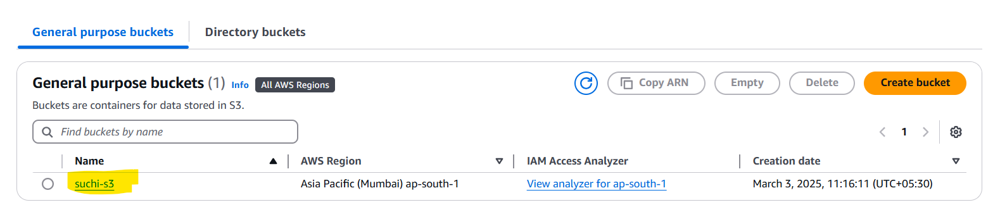 General purpose buckets Directory buckets
General purpose buckets (1) Info All AWS Regions Copy ARN Empty Delete Create bucket
Buckets are containers for data stored in S3.
Find buckets by name 1
Name AWS Region IAM Access Analyzer Creation date
suchi-s3 Asia Pacific (Mumbai) ap-south-1 View analyzer for ap-south-1 March 3, 2025, 11:16:11 (UTC+05:30)